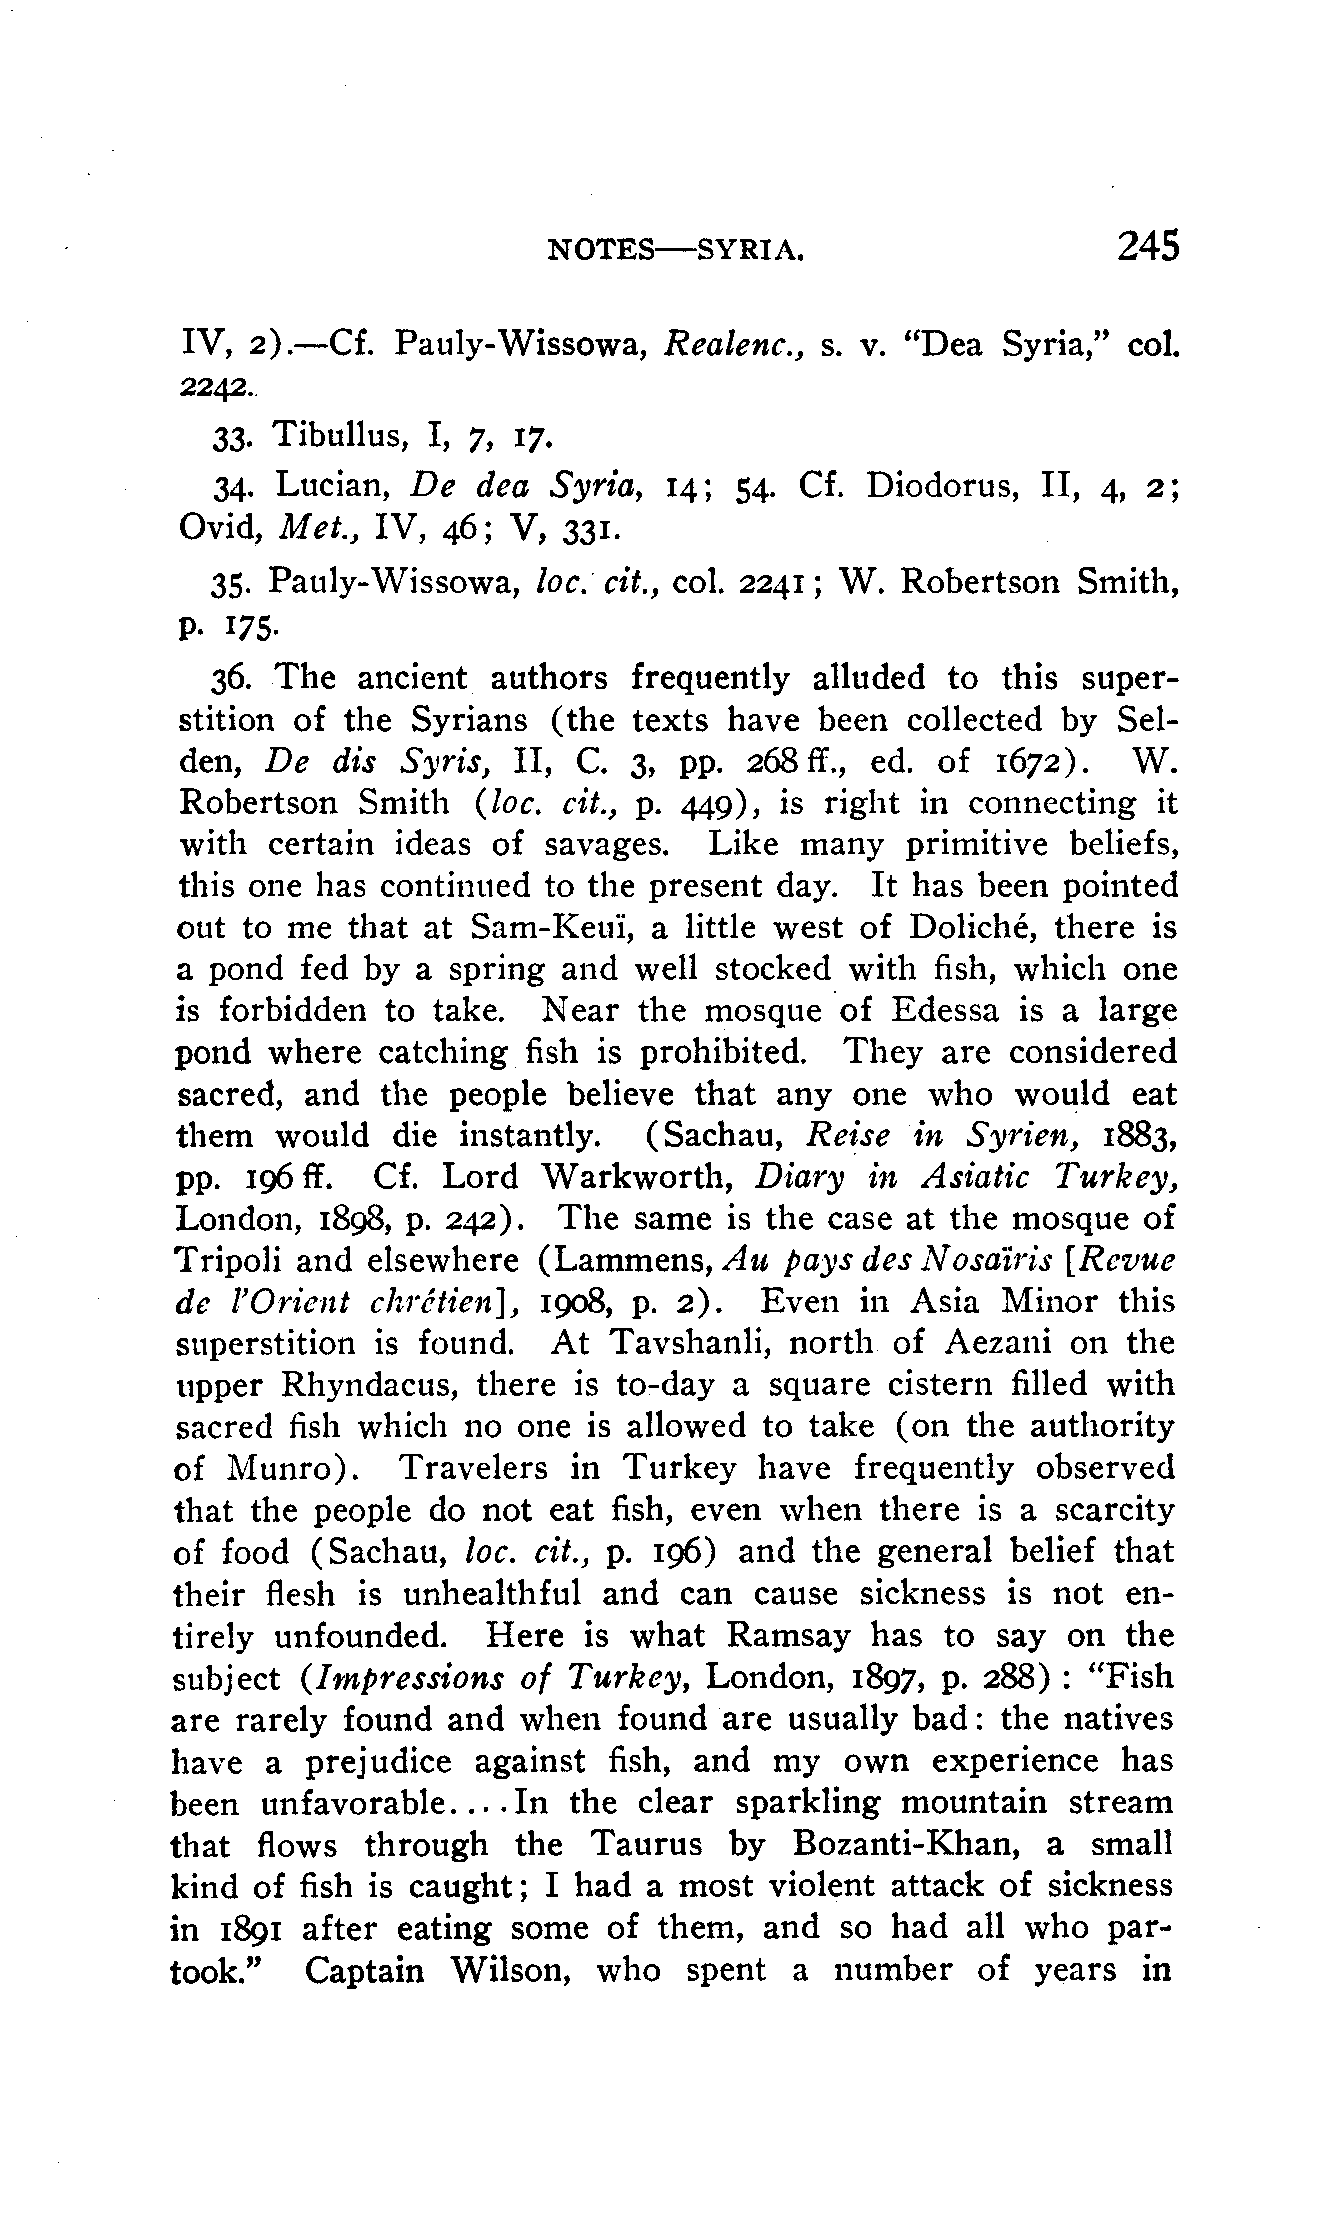 NOTES—SYRIA. 245
IV, 2).—Cf. Pauly-Wissowa, Realenc., s. v. “Dea Syria,” col.
2242.
33. Tibullus, I, 7, 17.
34. Lucian, De dea Syria, 14; 54. Cf. Diodorus, II, 4, 2;
Ovid, Met., IV, 46; V, 331.
35. Pauly-Wissowa, loc. cit., col. 2241; W. Robertson Smith,
p. 175.
36. The ancient authors frequently alluded to this super-
stition of the Syrians (the texts have been collected by Sel-
den, De dis Syris, II, C. 3, pp. 268 ff., ed. of 1672). W.
Robertson Smith (loc. cit., p. 449), is right in connecting it
with certain ideas of savages. Like many primitive beliefs,
this one has continued to the present day. It has been pointed
out to me that at Sam-Keuï, a little west of Doliché, there is
a pond fed by a spring and well stocked with fish, which one
is forbidden to take. Near the mosque of Edessa is a large
pond where catching fish is prohibited. They are considered
sacred, and the people believe that any one who would eat
them would die instantly. (Sachau, Reise in Syrien, 1883,
pp. 196 ff. Cf. Lord Warkworth, Diary in Asiatic Turkey,
London, 1898, p. 242). The same is the case at the mosque of
Tripoli and elsewhere (Lammens, Au pays des Nosaïris [Revue
de l’Orient chrétien], 1908, p. 2). Even in Asia Minor this
superstition is found. At Tavshanli, north of Aezani on the
upper Rhyndacus, there is to-day a square cistern filled with
sacred fish which no one is allowed to take (on the authority
of Munro). Travelers in Turkey have frequently observed
that the people do not eat fish, even when there is a scarcity
of food (Sachau, loc. cit., p. 196) and the general belief that
their flesh is unhealthful and can cause sickness is not en-
tirely unfounded. Here is what Ramsay has to say on the
subject (Impressions of Turkey, London, 1897, p. 288) : “Fish
are rarely found and when found are usually bad: the natives
have a prejudice against fish, and my own experience has
been unfavorable....In the clear sparkling mountain stream
that flows through the Taurus by Bozanti-Khan, a small
kind of fish is caught; I had a most violent attack of sickness
in 1891 after eating some of them, and so had all who par-
took.” Captain Wilson, who spent a number of years in